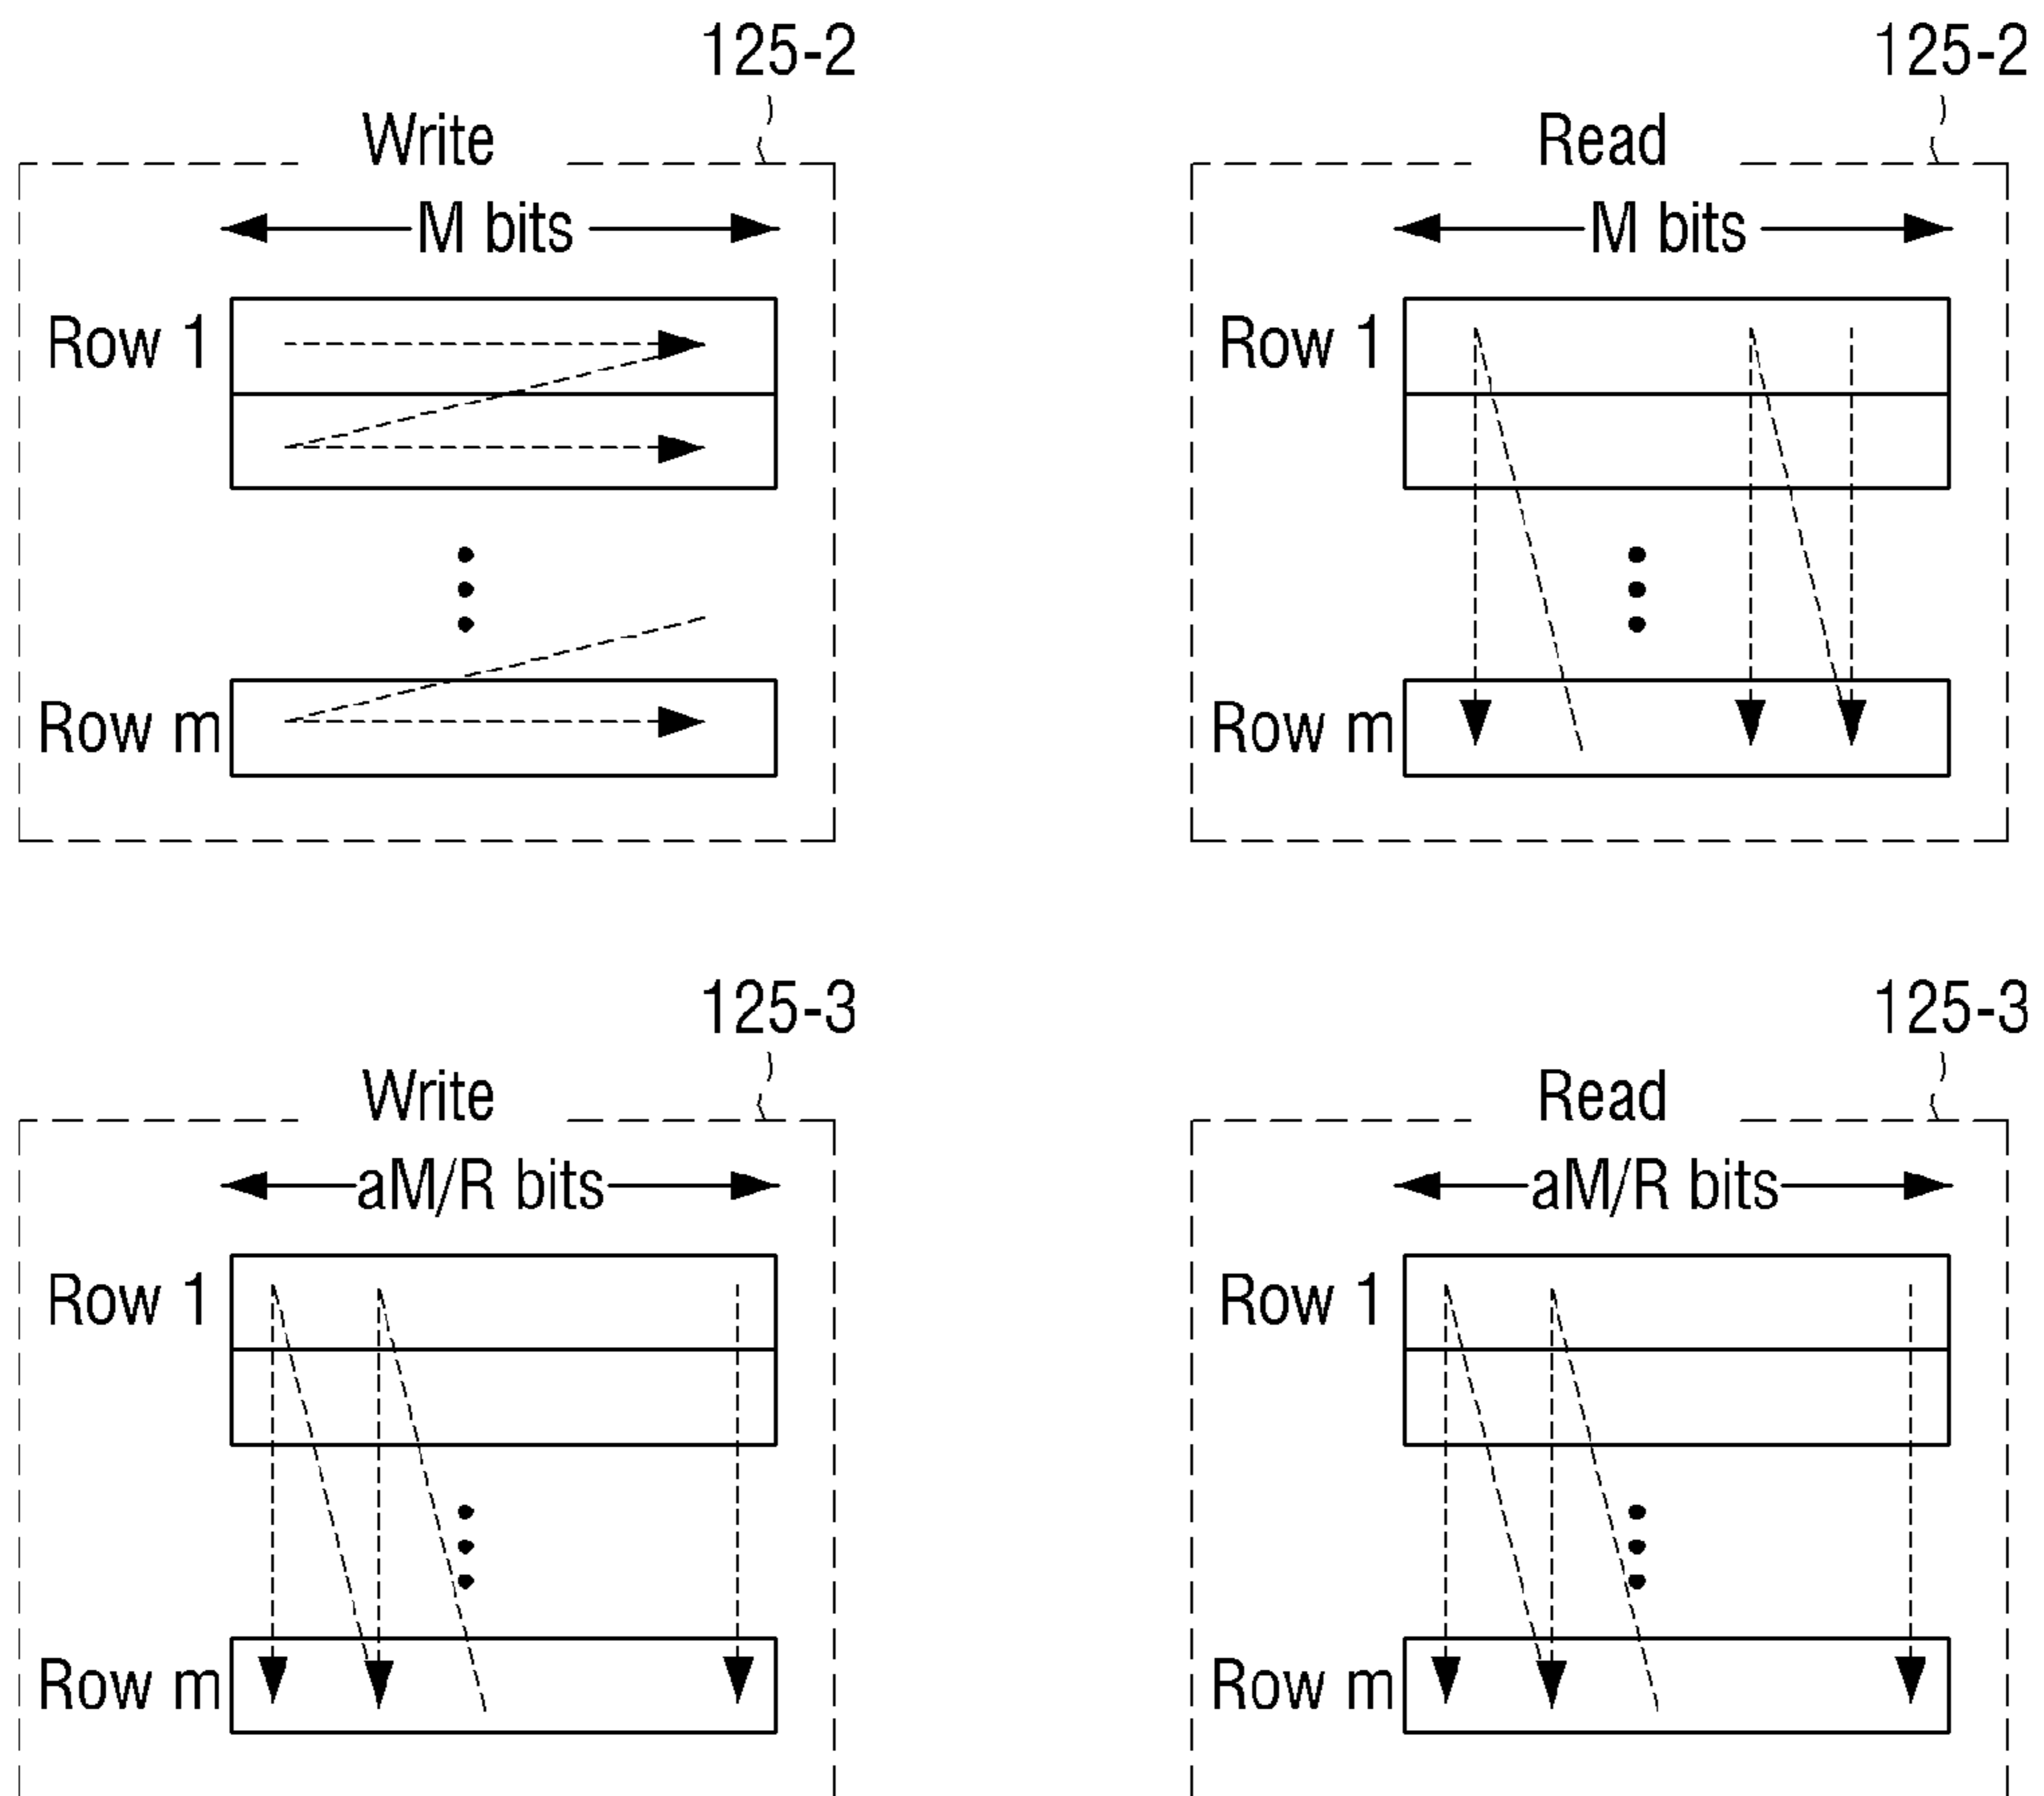 125-2
125-2
Write
Read
M bits
M bits
Row 1
Row 1
Row m
Row m
125-3
125-3
Write
Read
aM/R bits
aM/R bits
Row 1
Row 1
Row m
Row m